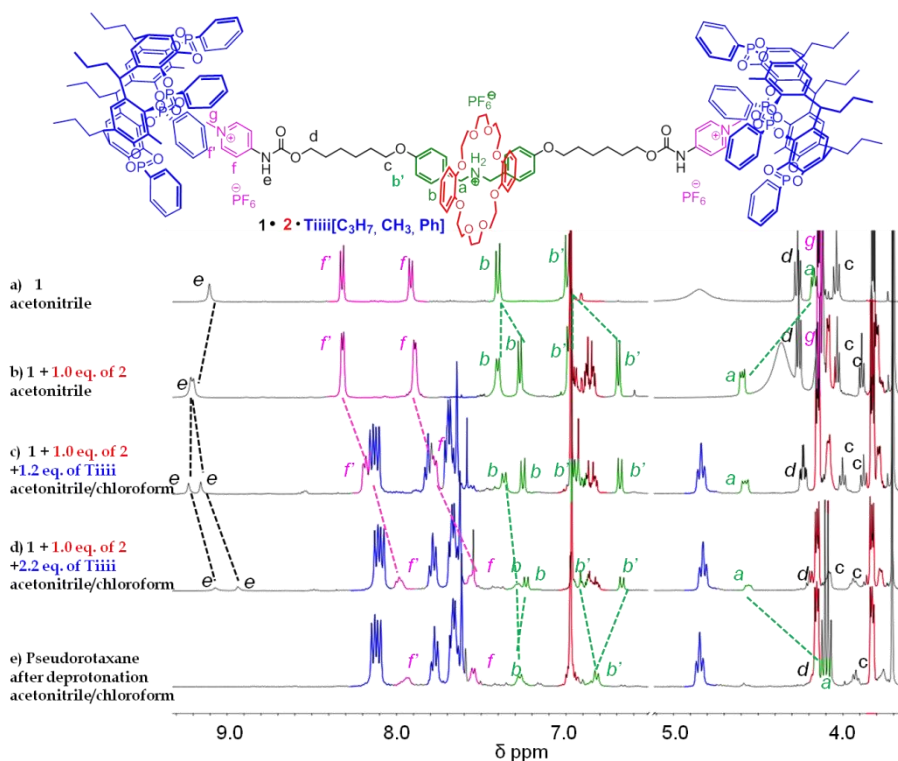 PF6⊖
g
f'
f
N
+
N
H
e
O
O
d
O
c
b'
b
a
H2
N
⊕
O
O
O
N
H
N
+
⊖
PF6
⊖
PF6
1 • 2 • Tiiii[C3H7, CH3, Ph]
a) 1
acetonitrile
e f' f b b' d g a c
b) 1 + 1.0 eq. of 2
acetonitrile
e f' f b b b' b' a d g c c
c) 1 + 1.0 eq. of 2
+1.2 eq. of Tiiii
acetonitrile/chloroform
e e f' f b b b' b' a d c c
d) 1 + 1.0 eq. of 2
+2.2 eq. of Tiiii
acetonitrile/chloroform
e e f' f b b b' b' a d c c
e) Pseudorotaxane
after deprotonation
acetonitrile/chloroform
f' f b b' d a c
9.0 8.0 7.0 6.0 5.0 4.0
δ ppm